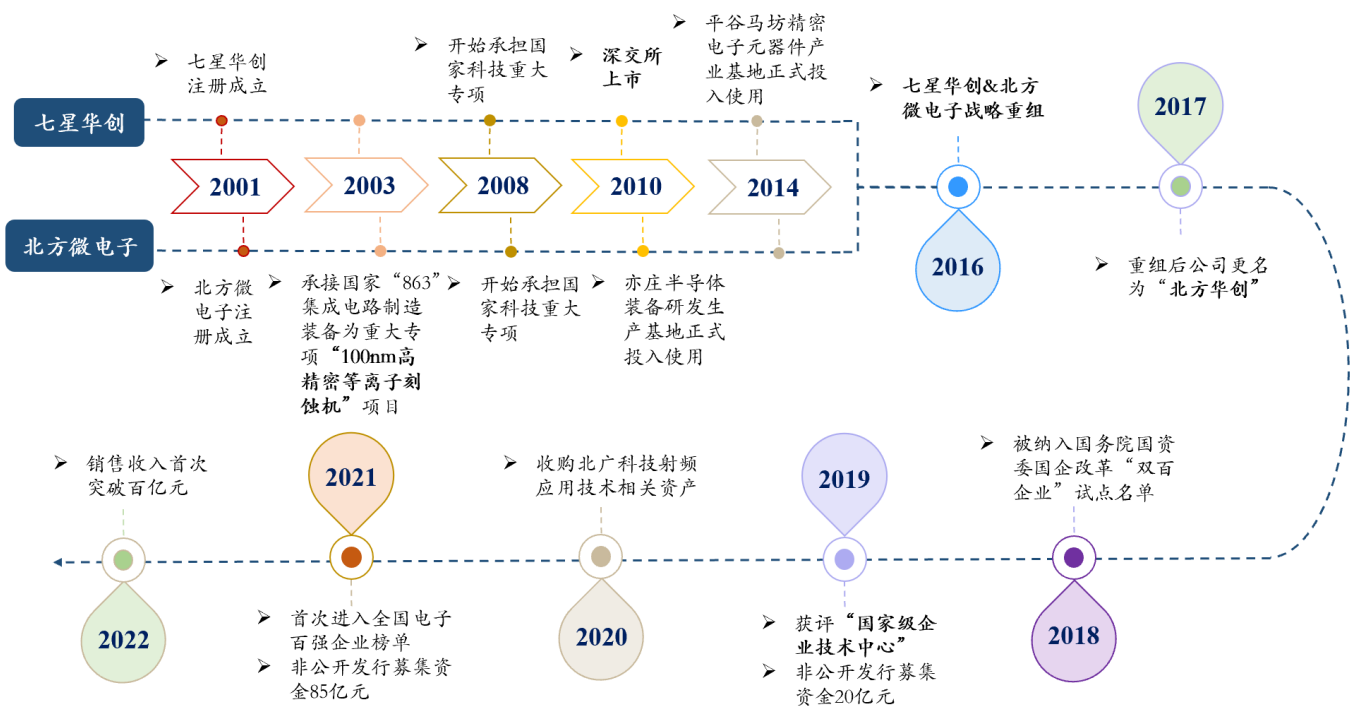 七星华创
注册成立
开始承担国
家科技重大
专项
深交所
上市
平谷马坊精密
电子元器件产
业基地正式投
入使用
七星华创&北方
微电子战略重组
2017
七星华创
2001
2003
2008
2010
2014
2016
北方微电子
北方微
电子注
册成立
承接国家“863”
集成电路制造
装备为重大专
项“100nm高
精密等离子刻
蚀机”项目
开始承担国
家科技重大
专项
亦庄半导体
装备研发生
产基地正式
投入使用
重组后公司更名
为“北方华创”
销售收入首次
突破百亿元
2021
收购北广科技射频
应用技术相关资产
2019
被纳入国务院国资
委国企改革“双百
企业”试点名单
2022
首次进入全国电子
百强企业榜单
非公开发行募集资
金85亿元
2020
获评“国家级企
业技术中心”
非公开发行募集
资金20亿元
2018